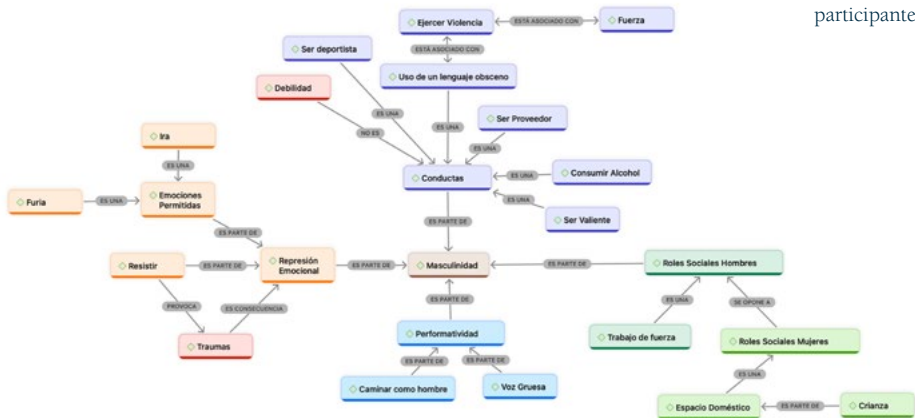 participante
Ejercer Violencia
ESTÁ ASOCIADO CON
Fuerza
ESTÁ ASOCIADO CON
Ser deportista
Uso de un lenguaje obsceno
Debilidad
ES UNA
NO ES
ES UNA
Ser Proveedor
ES UNA
Ira
ES UNA
Conductas
ES UNA
Consumir Alcohol
Furia
ES UNA
Emociones
Permitidas
ES UNA
Ser Valiente
ES PARTE DE
ES PARTE DE
Resistir
ES PARTE DE
Represión
Emocional
ES PARTE DE
Masculinidad
ES PARTE DE
Roles Sociales Hombres
PROVOCA
ES CONSECUENCIA
ES PARTE DE
ES UNA
SE OPONE A
Traumas
Performatividad
Trabajo de fuerza
Roles Sociales Mujeres
ES PARTE DE
ES PARTE DE
ES UNA
Caminar como hombre
Voz Gruesa
Espacio Doméstico
ES PARTE DE
Crianza